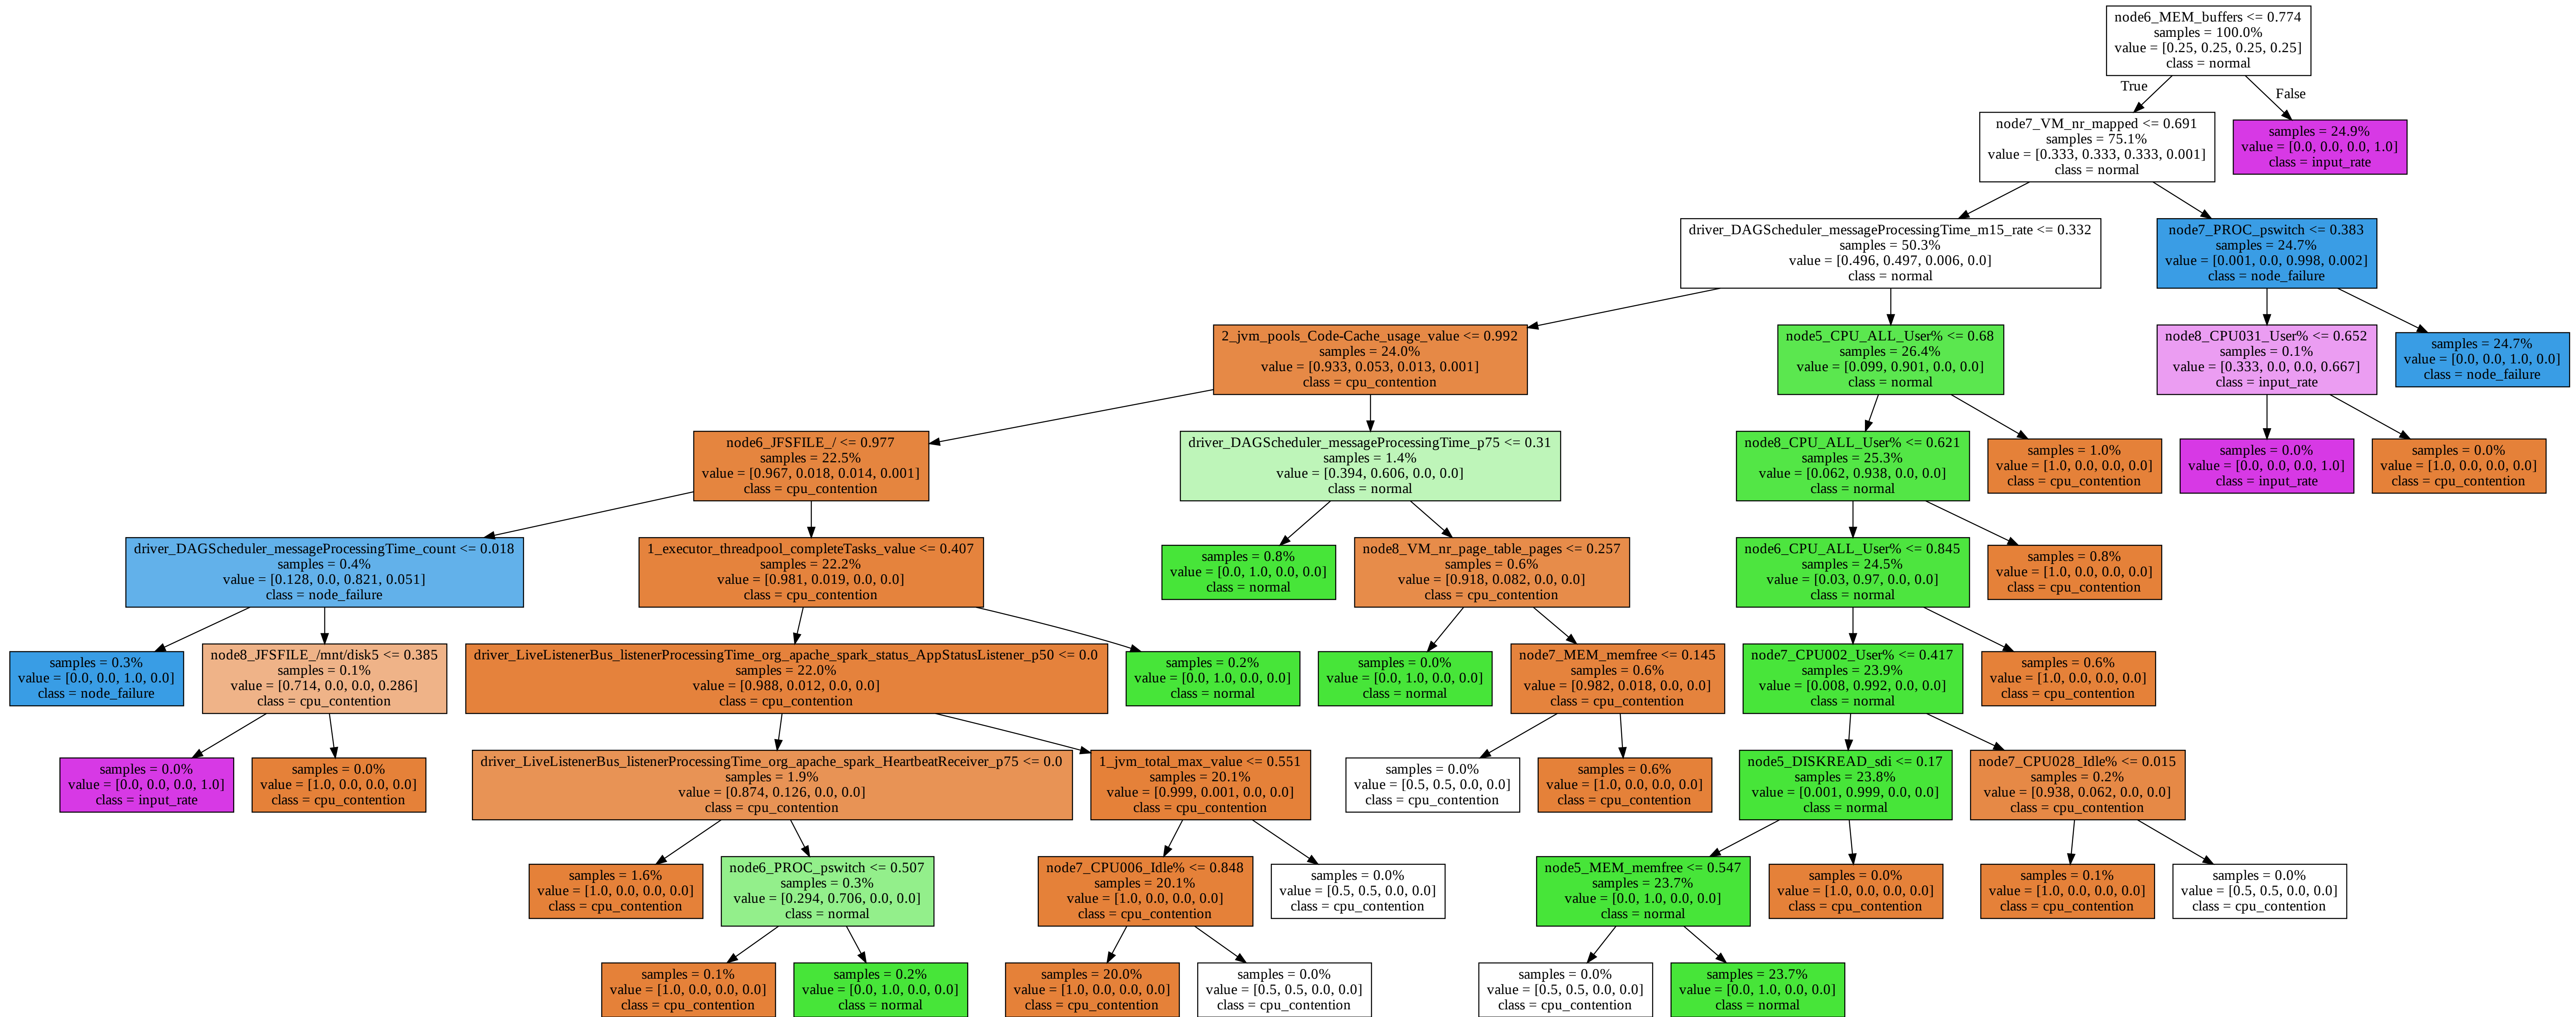 node6_MEM_buffers <= 0.774
samples = 100.0%
value = [0.25, 0.25, 0.25, 0.25]
class = normal
True
False
node7_VM_nr_mapped <= 0.691
samples = 75.1%
value = [0.333, 0.333, 0.333, 0.001]
class = normal
samples = 24.9%
value = [0.0, 0.0, 0.0, 1.0]
class = input_rate
driver_DAGScheduler_messageProcessingTime_m15_rate <= 0.332
samples = 50.3%
value = [0.496, 0.497, 0.006, 0.0]
class = normal
node7_PROC_pswitch <= 0.383
samples = 24.7%
value = [0.001, 0.0, 0.998, 0.002]
class = node_failure
2_jvm_pools_Code-Cache_usage_value <= 0.992
samples = 24.0%
value = [0.933, 0.053, 0.013, 0.001]
class = cpu_contention
node5_CPU_ALL_User% <= 0.68
samples = 26.4%
value = [0.099, 0.901, 0.0, 0.0]
class = normal
node8_CPU031_User% <= 0.652
samples = 0.1%
value = [0.333, 0.0, 0.0, 0.667]
class = input_rate
samples = 24.7%
value = [0.0, 0.0, 1.0, 0.0]
class = node_failure
node6_JFSFILE_/ <= 0.977
samples = 22.5%
value = [0.967, 0.018, 0.014, 0.001]
class = cpu_contention
driver_DAGScheduler_messageProcessingTime_p75 <= 0.31
samples = 1.4%
value = [0.394, 0.606, 0.0, 0.0]
class = normal
node8_CPU_ALL_User% <= 0.621
samples = 25.3%
value = [0.062, 0.938, 0.0, 0.0]
class = normal
samples = 1.0%
value = [1.0, 0.0, 0.0, 0.0]
class = cpu_contention
samples = 0.0%
value = [0.0, 0.0, 0.0, 1.0]
class = input_rate
samples = 0.0%
value = [1.0, 0.0, 0.0, 0.0]
class = cpu_contention
driver_DAGScheduler_messageProcessingTime_count <= 0.018
samples = 0.4%
value = [0.128, 0.0, 0.821, 0.051]
class = node_failure
1_executor_threadpool_completeTasks_value <= 0.407
samples = 22.2%
value = [0.981, 0.019, 0.0, 0.0]
class = cpu_contention
samples = 0.8%
value = [0.0, 1.0, 0.0, 0.0]
class = normal
node8_VM_nr_page_table_pages <= 0.257
samples = 0.6%
value = [0.918, 0.082, 0.0, 0.0]
class = cpu_contention
node6_CPU_ALL_User% <= 0.845
samples = 24.5%
value = [0.03, 0.97, 0.0, 0.0]
class = normal
samples = 0.8%
value = [1.0, 0.0, 0.0, 0.0]
class = cpu_contention
samples = 0.3%
value = [0.0, 0.0, 1.0, 0.0]
class = node_failure
node8_JFSFILE_/mnt/disk5 <= 0.385
samples = 0.1%
value = [0.714, 0.0, 0.0, 0.286]
class = cpu_contention
driver_LiveListenerBus_listenerProcessingTime_org_apache_spark_status_AppStatusListener_p50 <= 0.0
samples = 22.0%
value = [0.988, 0.012, 0.0, 0.0]
class = cpu_contention
samples = 0.2%
value = [0.0, 1.0, 0.0, 0.0]
class = normal
samples = 0.0%
value = [0.0, 1.0, 0.0, 0.0]
class = normal
node7_MEM_memfree <= 0.145
samples = 0.6%
value = [0.982, 0.018, 0.0, 0.0]
class = cpu_contention
node7_CPU002_User% <= 0.417
samples = 23.9%
value = [0.008, 0.992, 0.0, 0.0]
class = normal
samples = 0.6%
value = [1.0, 0.0, 0.0, 0.0]
class = cpu_contention
samples = 0.0%
value = [0.0, 0.0, 0.0, 1.0]
class = input_rate
samples = 0.0%
value = [1.0, 0.0, 0.0, 0.0]
class = cpu_contention
driver_LiveListenerBus_listenerProcessingTime_org_apache_spark_HeartbeatReceiver_p75 <= 0.0
samples = 1.9%
value = [0.874, 0.126, 0.0, 0.0]
class = cpu_contention
1_jvm_total_max_value <= 0.551
samples = 20.1%
value = [0.999, 0.001, 0.0, 0.0]
class = cpu_contention
samples = 0.0%
value = [0.5, 0.5, 0.0, 0.0]
class = cpu_contention
samples = 0.6%
value = [1.0, 0.0, 0.0, 0.0]
class = cpu_contention
node5_DISKREAD_sdi <= 0.17
samples = 23.8%
value = [0.001, 0.999, 0.0, 0.0]
class = normal
node7_CPU028_Idle% <= 0.015
samples = 0.2%
value = [0.938, 0.062, 0.0, 0.0]
class = cpu_contention
samples = 1.6%
value = [1.0, 0.0, 0.0, 0.0]
class = cpu_contention
node6_PROC_pswitch <= 0.507
samples = 0.3%
value = [0.294, 0.706, 0.0, 0.0]
class = normal
node7_CPU006_Idle% <= 0.848
samples = 20.1%
value = [1.0, 0.0, 0.0, 0.0]
class = cpu_contention
samples = 0.0%
value = [0.5, 0.5, 0.0, 0.0]
class = cpu_contention
node5_MEM_memfree <= 0.547
samples = 23.7%
value = [0.0, 1.0, 0.0, 0.0]
class = normal
samples = 0.0%
value = [1.0, 0.0, 0.0, 0.0]
class = cpu_contention
samples = 0.1%
value = [1.0, 0.0, 0.0, 0.0]
class = cpu_contention
samples = 0.0%
value = [0.5, 0.5, 0.0, 0.0]
class = cpu_contention
samples = 0.1%
value = [1.0, 0.0, 0.0, 0.0]
class = cpu_contention
samples = 0.2%
value = [0.0, 1.0, 0.0, 0.0]
class = normal
samples = 20.0%
value = [1.0, 0.0, 0.0, 0.0]
class = cpu_contention
samples = 0.0%
value = [0.5, 0.5, 0.0, 0.0]
class = cpu_contention
samples = 0.0%
value = [0.5, 0.5, 0.0, 0.0]
class = cpu_contention
samples = 23.7%
value = [0.0, 1.0, 0.0, 0.0]
class = normal